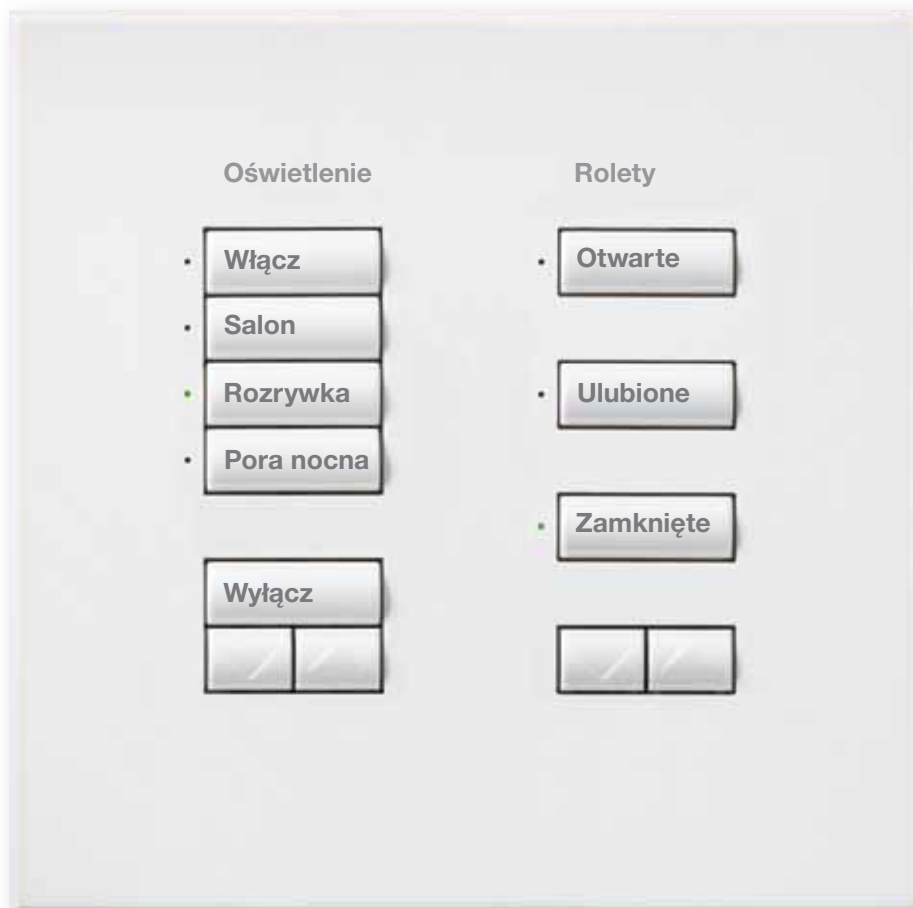 Oświetlenie
Włącz
Salon
Rozrywka
Pora nocna
Wyłącz
Rolety
Otwarte
Ulubione
Zamknięte